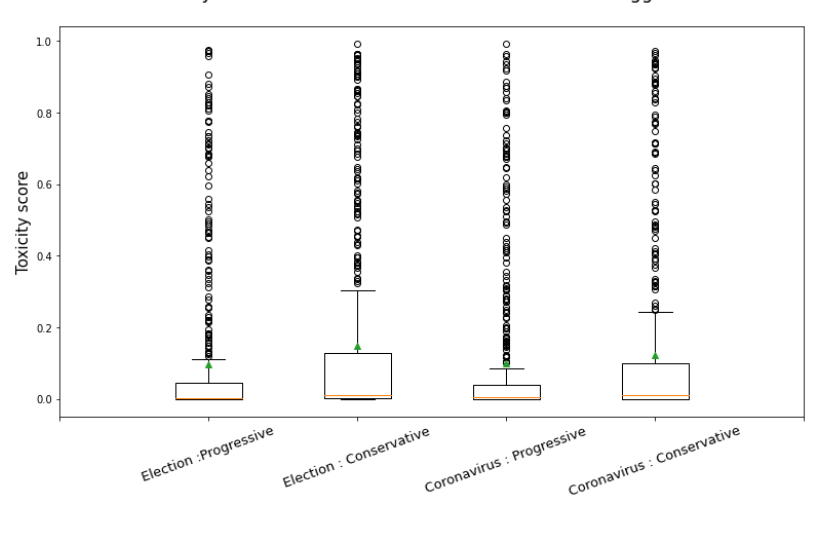 1.0
0.8
0.6
0.4
0.2
0.0
Toxicity score
Election :Progressive
Election : Conservative
Coronavirus : Progressive
Coronavirus : Conservative